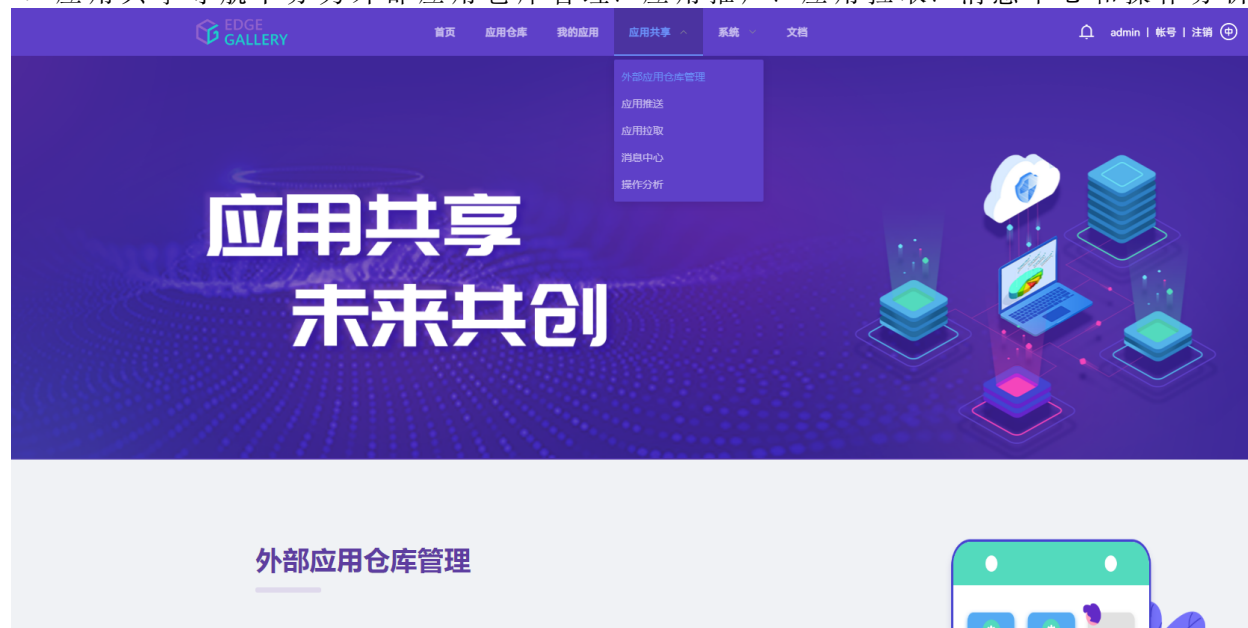 EDGE
GALLERY
首页 应用仓库 我的应用 应用共享 系统 文档 admin | 帐号 | 注销 中
外部应用仓库管理
应用推送
应用拉取
消息中心
操作分析
应用共享
未来共创
外部应用仓库管理